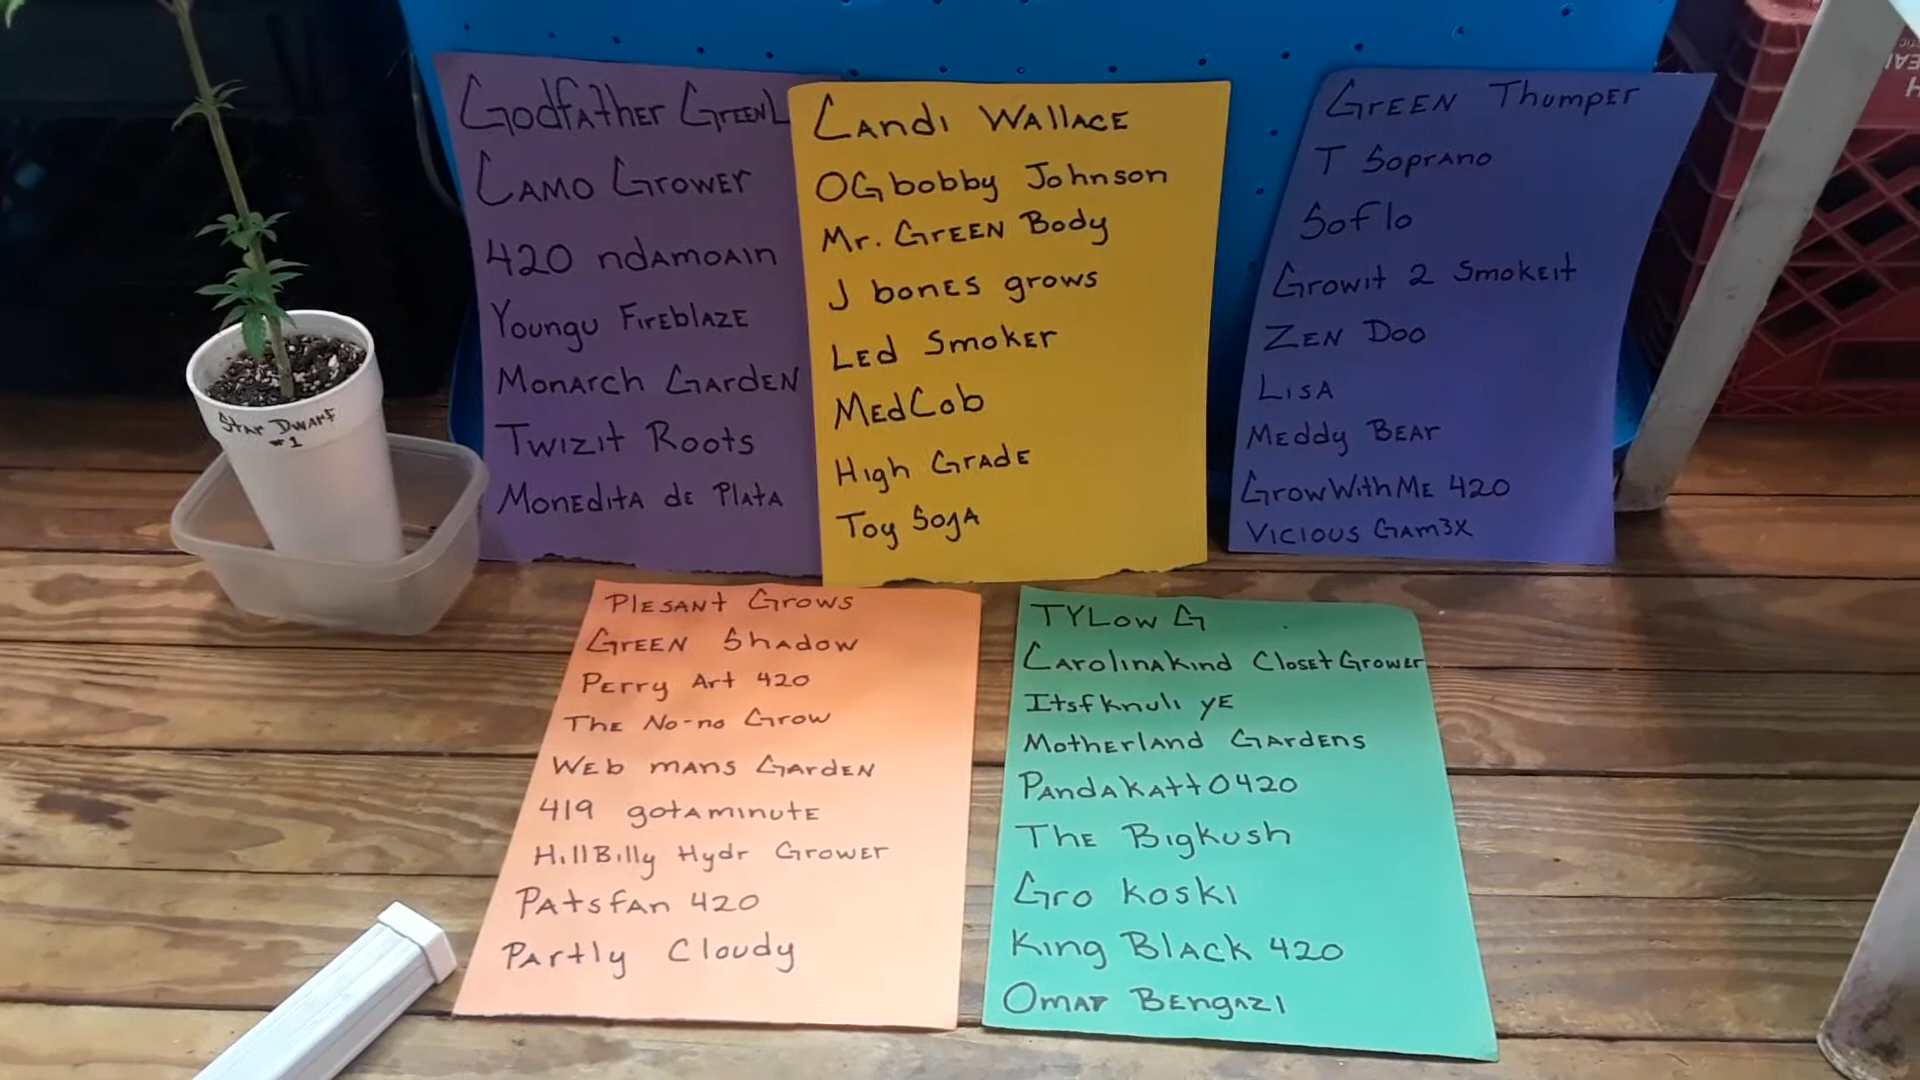 Godfather GreenL
Camo Grower
420 ndamoain
Youngu Fireblaze
Monarch Garden
Twizit Roots
Monedita de Plata
Candi Wallace
OGbobby Johnson
Mr. Green Body
J bones grows
Led Smoker
MedCob
High Grade
Toy Soja
Green Thumper
T Soprano
Soflo
Growit 2 Smokeit
Zen Doo
Lisa
Meddy Bear
GrowWithMe 420
Vicious Gam3x
Star Dwarf
#1
Plesant Grows
Green Shadow
Perry Art 420
The No-no Grow
Web mans Garden
419 gotaminute
HillBilly Hydr Grower
Patsfan 420
Partly Cloudy
TYLow G
Carolinakind ClosetGrower
Itsfknuli ye
Motherland Gardens
Pandakatt0420
The Bigkush
Gro Koski
King Black 420
Omar Bengazi